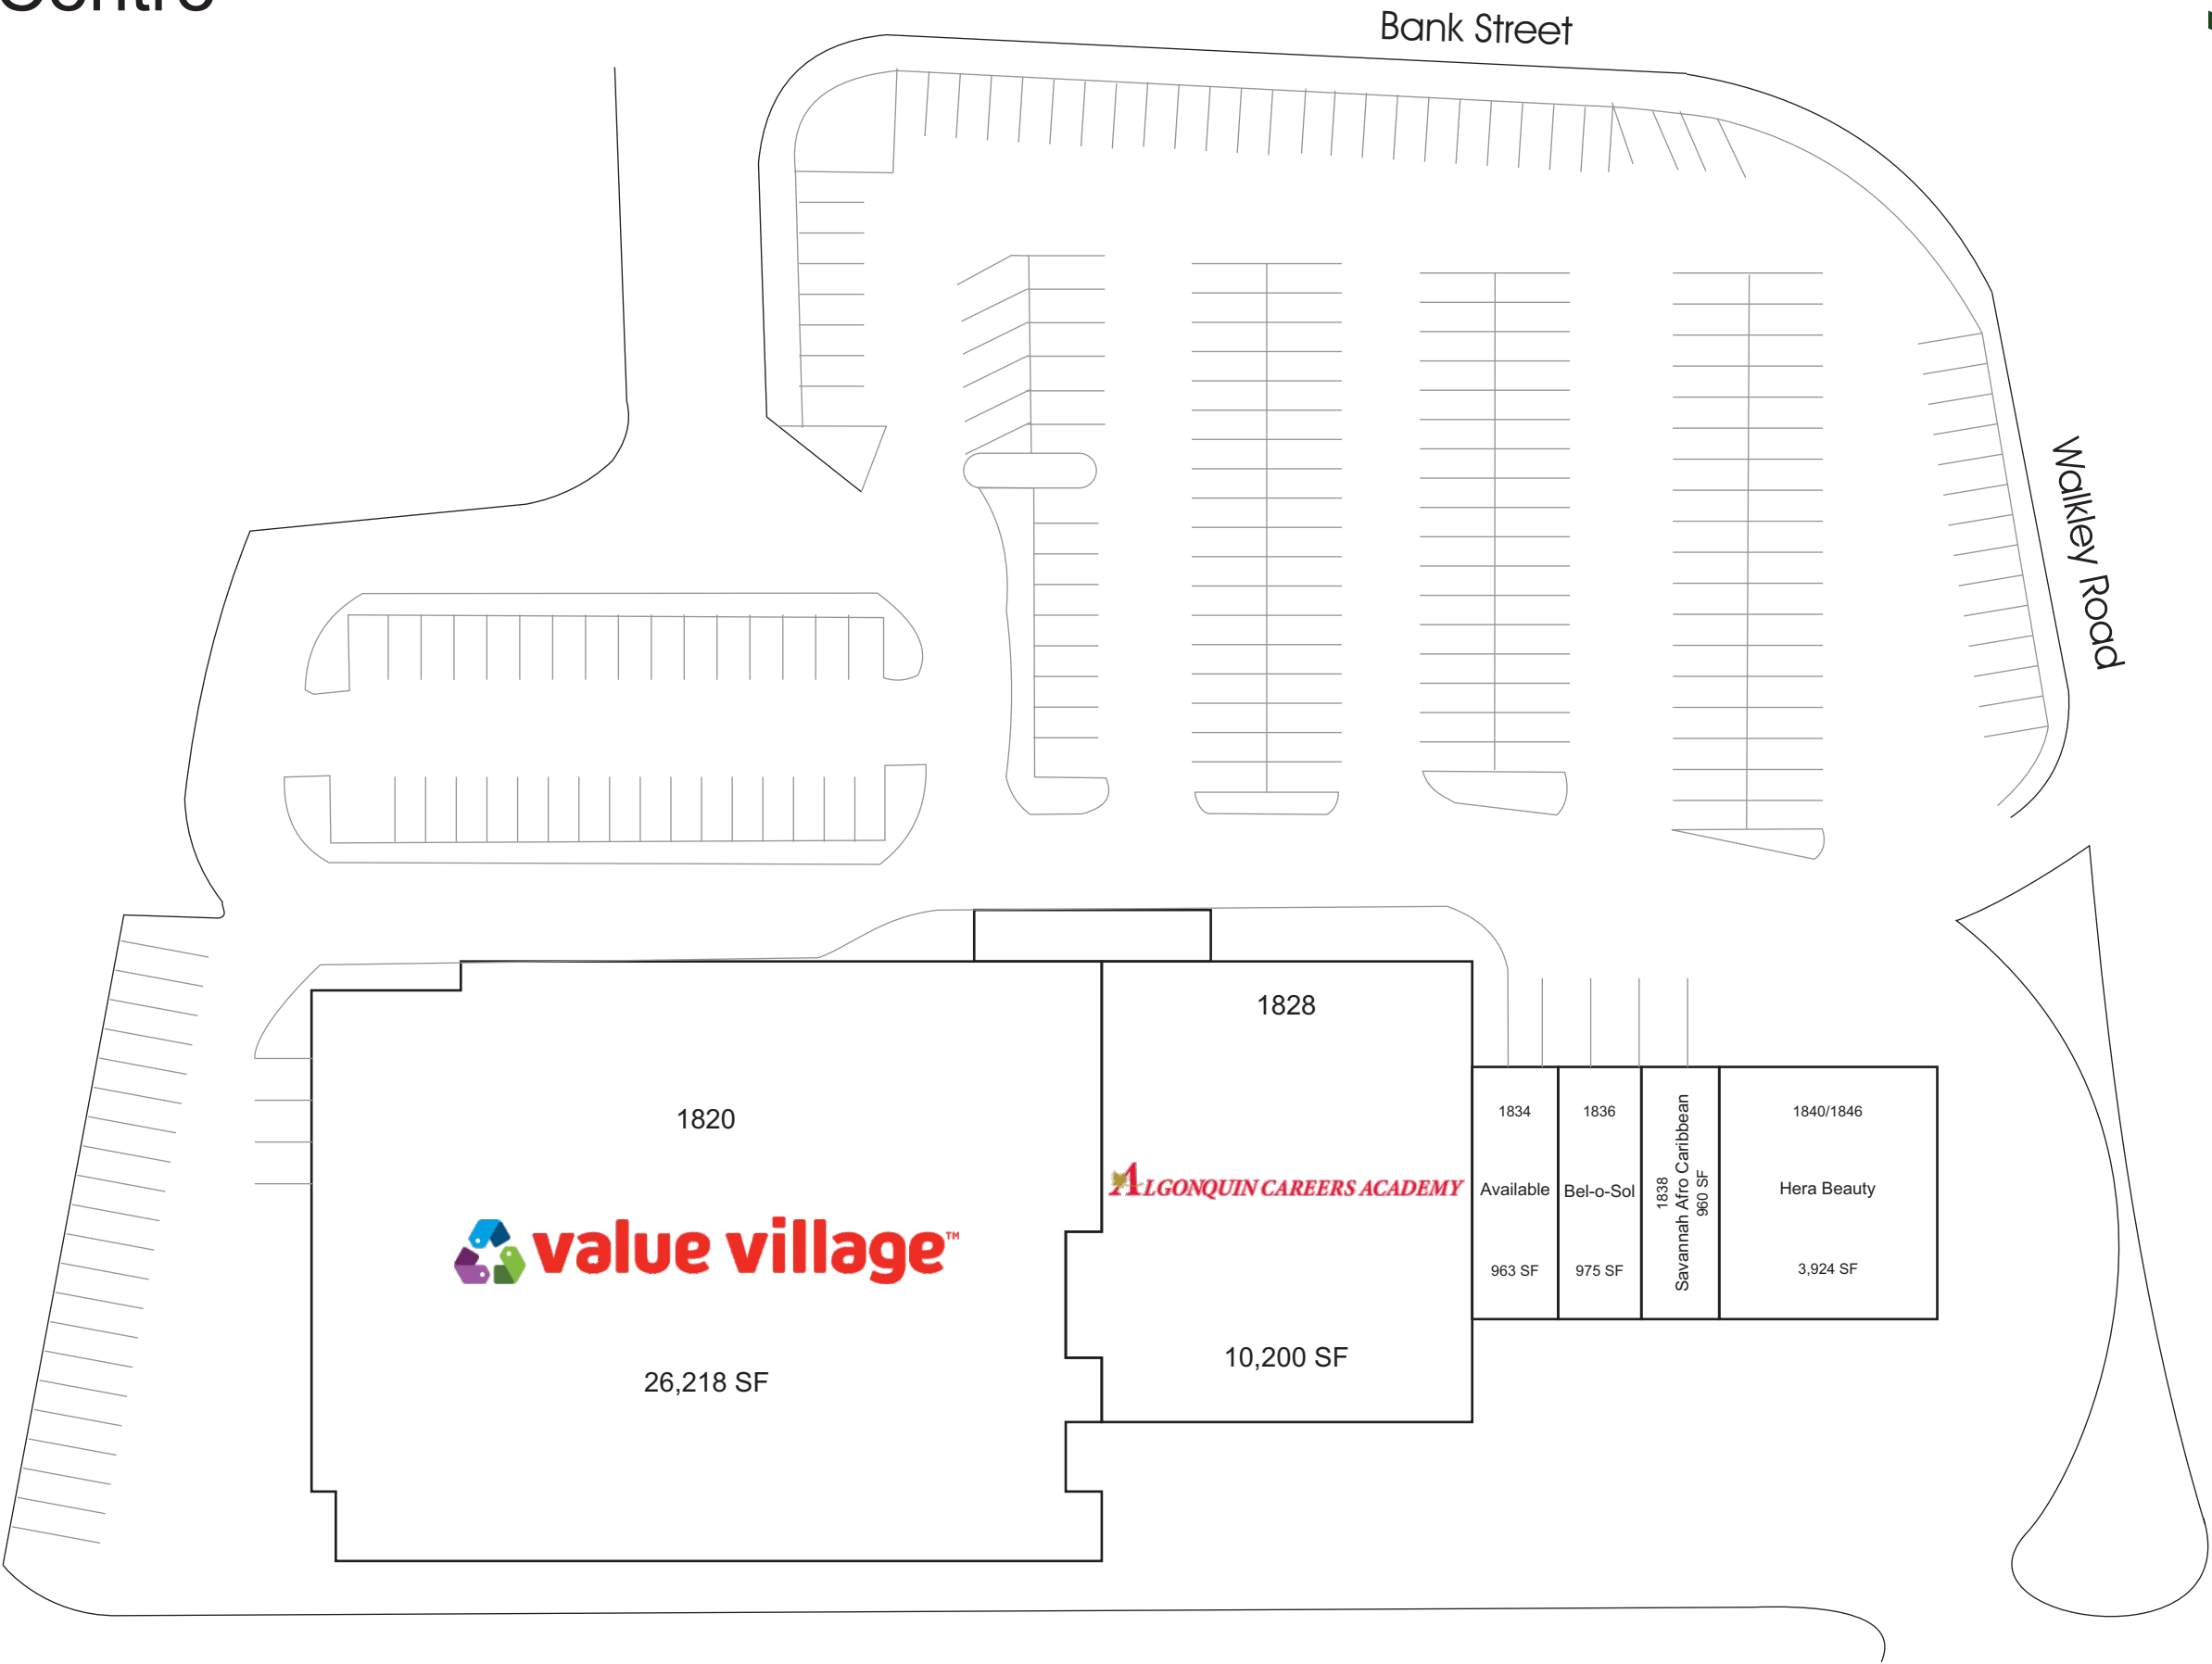 Bank Street
Walkley Road
1820
value village™
26,218 SF
1828
ALGONQUIN CAREERS ACADEMY
10,200 SF
1834
Available
963 SF
1836
Bel-o-Sol
975 SF
1838
Savannah Afro Caribbean
960 SF
1840/1846
Hera Beauty
3,924 SF